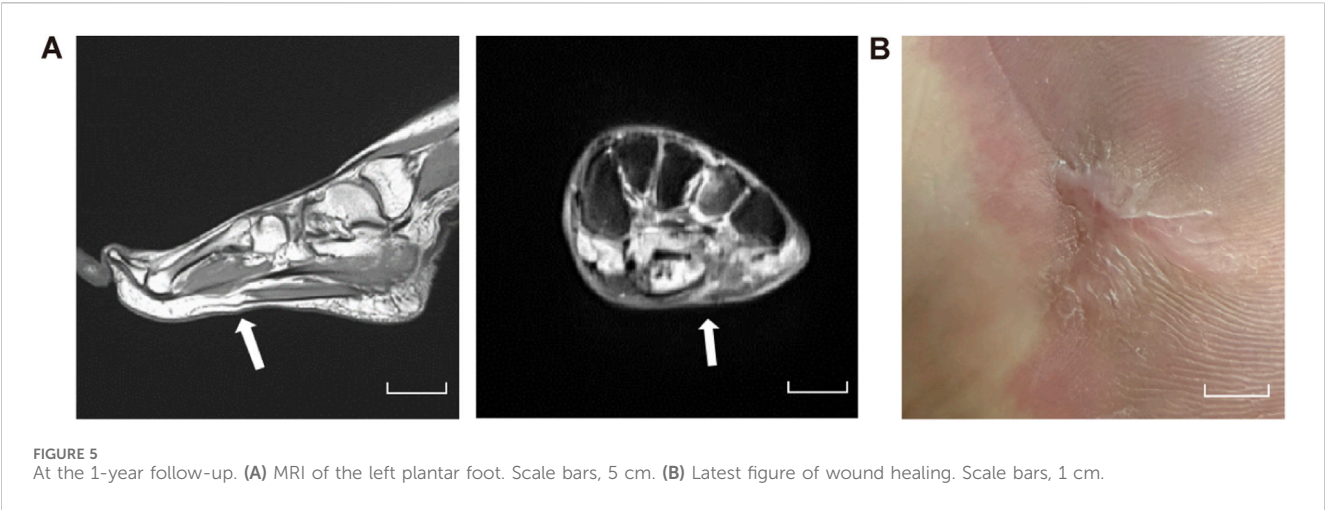 A
B
FIGURE 5
At the 1-year follow-up. (A) MRI of the left plantar foot. Scale bars, 5 cm. (B) Latest figure of wound healing. Scale bars, 1 cm.